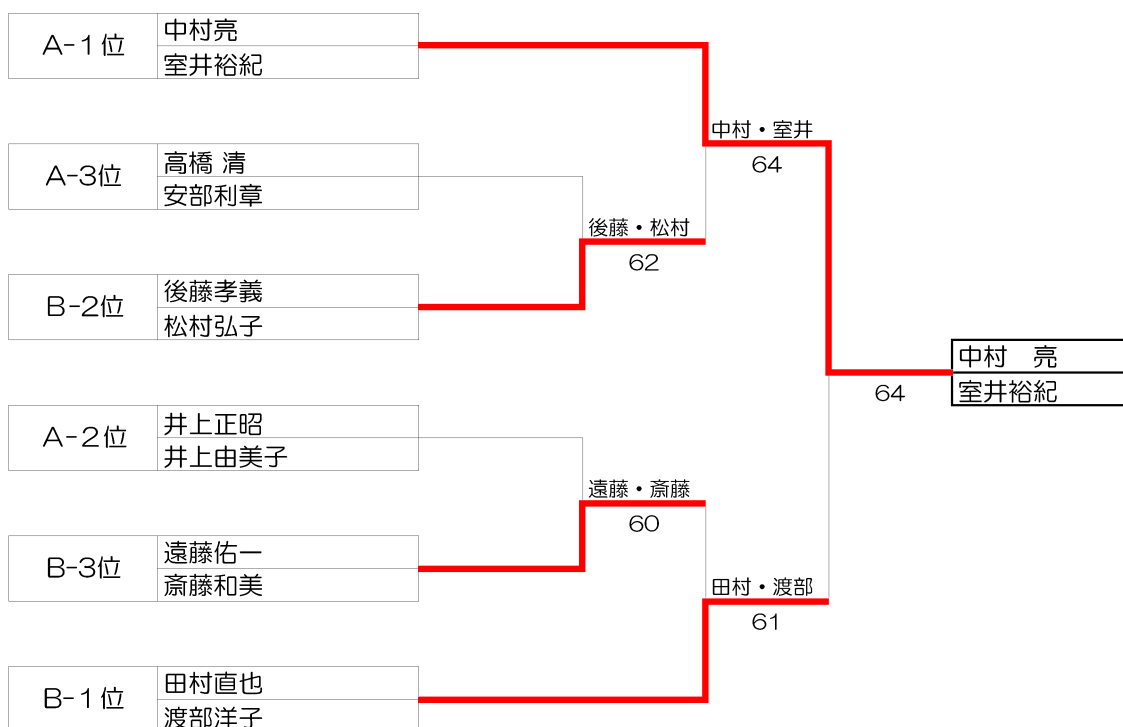 A-1位
中村亮
室井裕紀
中村・室井
64
A-3位
高橋 清
安部利章
後藤・松村
62
B-2位
後藤孝義
松村弘子
中村　亮
室井裕紀
64
A-2位
井上正昭
井上由美子
遠藤・斎藤
60
B-3位
遠藤佑一
斎藤和美
田村・渡部
61
B-1位
田村直也
渡部洋子